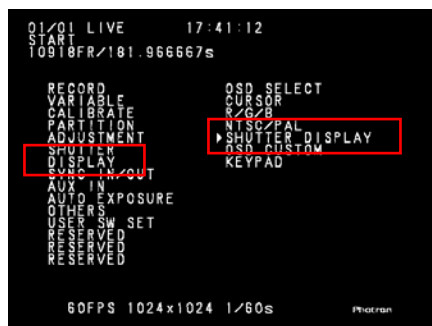 01/01 LIVE 17:41:12
START
10918FR/181.966667s
RECORD
VARIABLE
CALIBRATE
PARTITION
ADJUSTMENT
SHUTTER
DISPLAY
SYNC IN/OUT
AUX IN
AUTO EXPOSURE
OTHERS
USER SW SET
RESERVED
RESERVED
RESERVED
OSD SELECT
CURSOR
R/G/B
NTSC/PAL
▶SHUTTER DISPLAY
OSD CUSTOM
KEYPAD
60FPS 1024x1024 1/60s
Photron